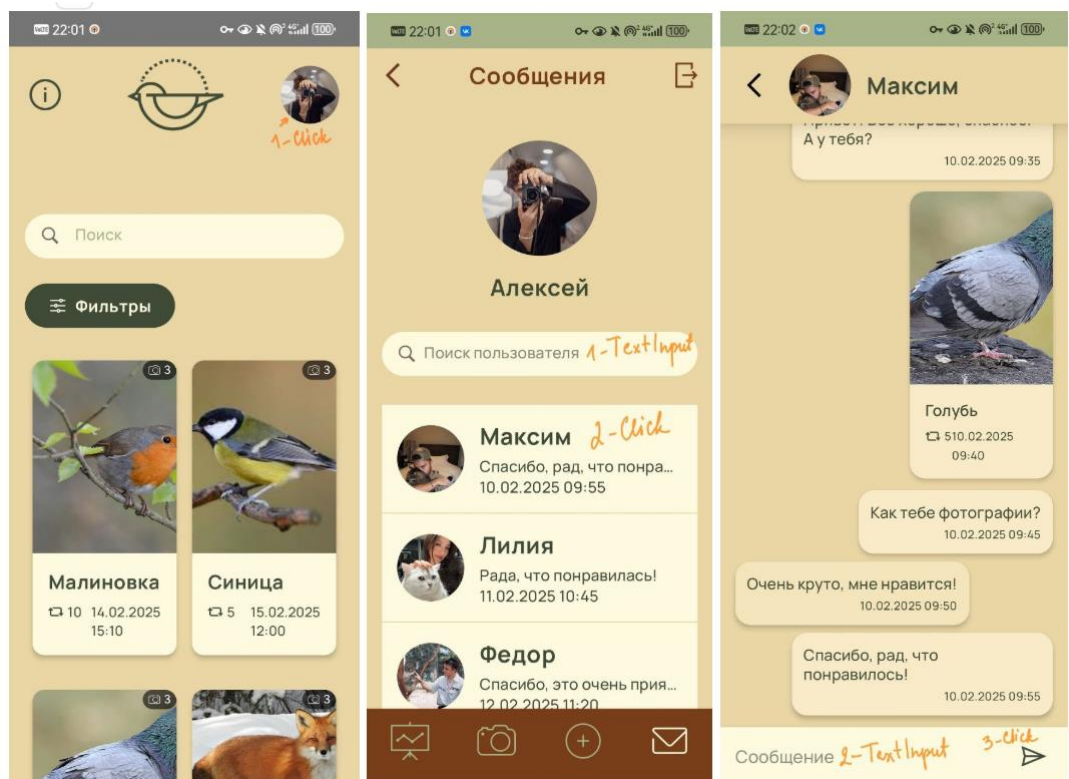 22:01
100
1-Click
Поиск
Фильтры
3
3
Малиновка
10 14.02.2025
15:10
Синица
5 15.02.2025
12:00
3
3
22:01
100
Сообщения
Алексей
Поиск пользователя 1-TextInput
Максим 2-Click
Спасибо, рад, что понра...
10.02.2025 09:55
Лилия
Рада, что понравилась!
11.02.2025 10:45
Федор
Спасибо, это очень прия...
12.02.2025 11:20
22:02
100
Максим
А у тебя?
10.02.2025 09:35
Голубь
510.02.2025
09:40
Как тебе фотографии?
10.02.2025 09:45
Очень круто, мне нравится!
10.02.2025 09:50
Спасибо, рад, что
понравилось!
10.02.2025 09:55
Сообщение 2-TextInput 3-Click